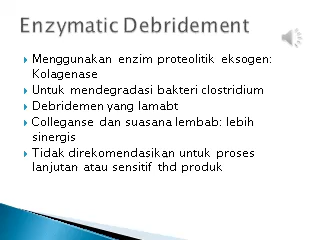 Enzymatic Debridement
Menggunakan enzim proteolitik eksogen:
Kolagenase
Untuk mendegradasi bakteri clostridium
Debridemen yang lamabt
Colleganse dan suasana lembab: lebih
sinergis
Tidak direkomendasikan untuk proses
lanjutan atau sensitif thd produk